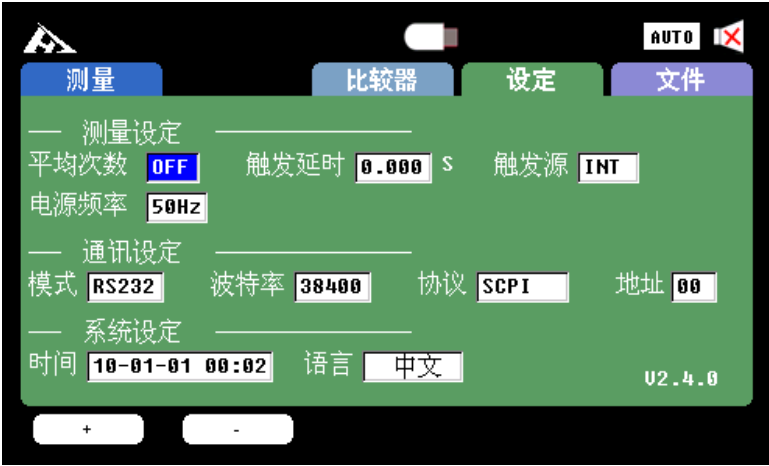 AUTO
测量 比较器 设定 文件
测量设定
平均次数 OFF 触发延时 0.000 S 触发源 INT
电源频率 50Hz
通讯设定
模式 RS232 波特率 38400 协议 SCPI 地址 00
系统设定
时间 10-01-01 00:02 语言 中文
V2.4.0
+ -